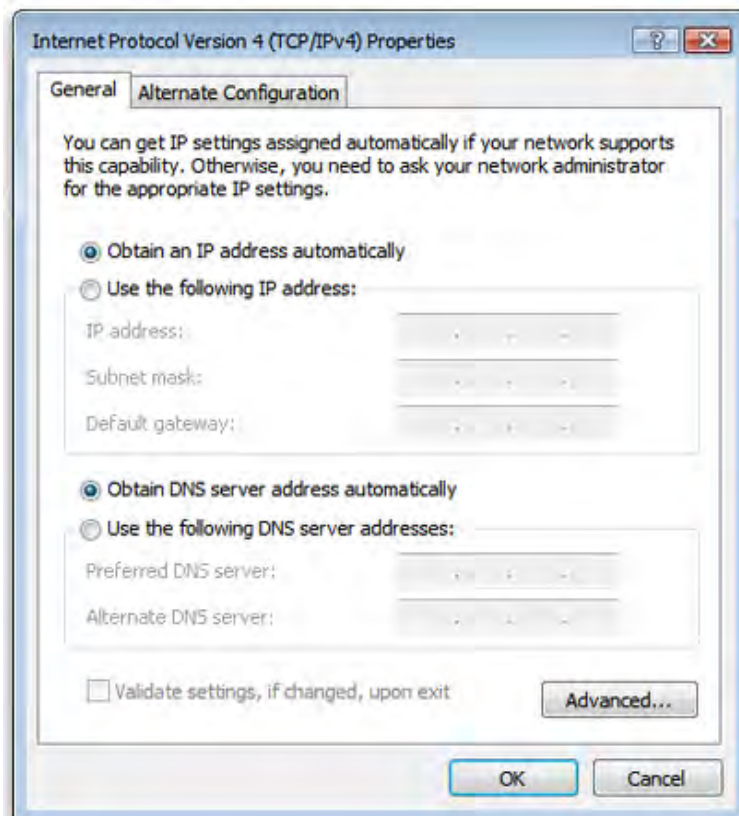 Internet Protocol Version 4 (TCP/IPv4) Properties
General
Alternate Configuration
You can get IP settings assigned automatically if your network supports
this capability. Otherwise, you need to ask your network administrator
for the appropriate IP settings.
Obtain an IP address automatically
Use the following IP address:
IP address:
Subnet mask:
Default gateway:
Obtain DNS server address automatically
Use the following DNS server addresses:
Preferred DNS server:
Alternate DNS server:
Validate settings, if changed, upon exit
Advanced...
OK
Cancel